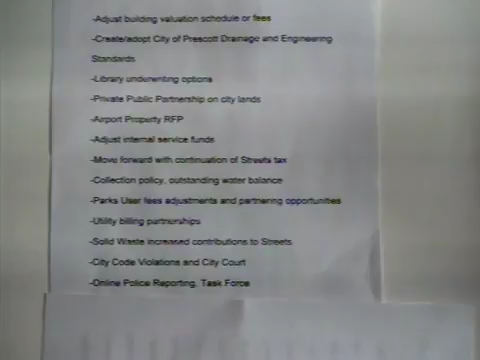 -Adjust building valuation schedule or fees
-Create/adopt City of Prescott Drainage and Engineering
Standards
-Library underwriting options
-Private Public Partnership on city lands
-Airport Property RFP
-Adjust internal service funds
-Move forward with continuation of Streets tax
-Collection policy, outstanding water balance
-Parks User fees adjustments and partnering opportunities
-Utility billing partnerships
-Solid Waste increased contributions to Streets
-City Code Violations and City Court
-Online Police Reporting, Task Force